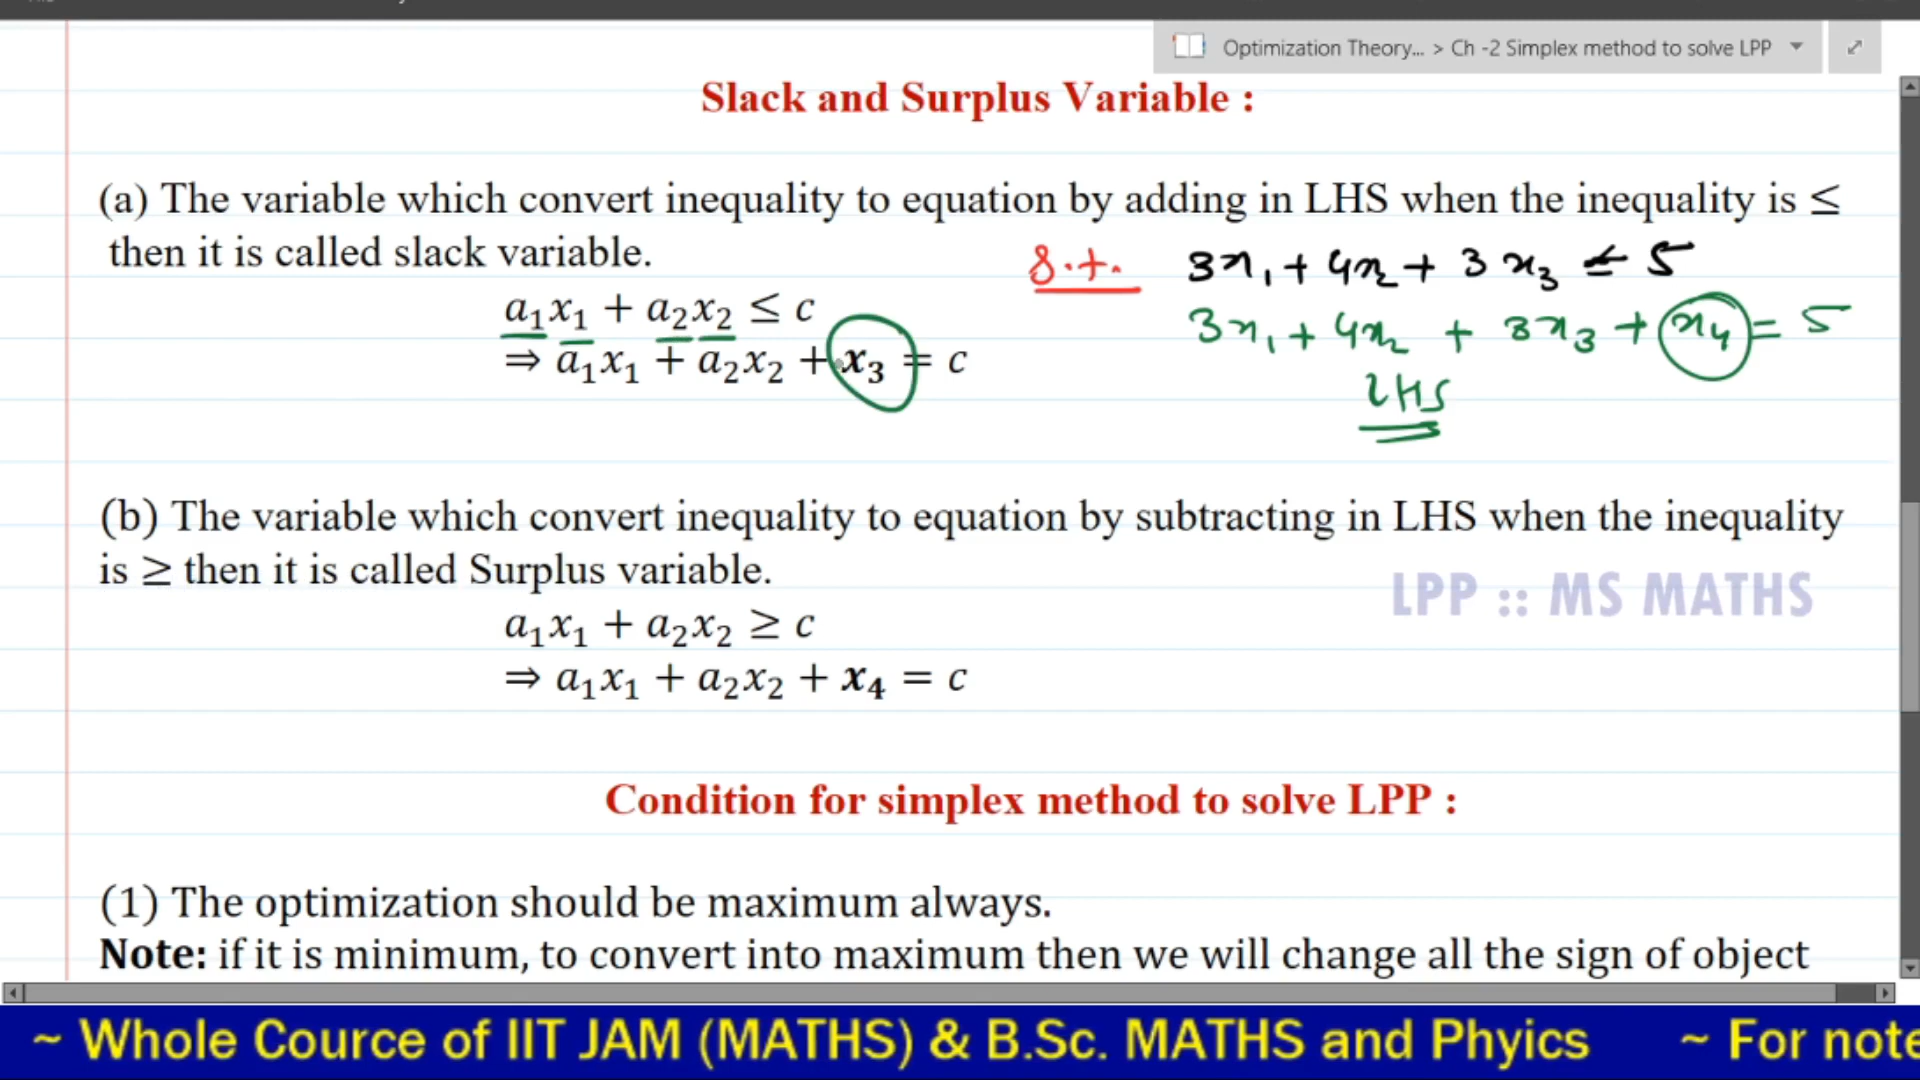 Optimization Theory... > Ch -2 Simplex method to solve LPP
Slack and Surplus Variable :
(a) The variable which convert inequality to equation by adding in LHS when the inequality is ≤
then it is called slack variable.
a₁x₁ + a₂x₂ ≤ c
⇒ a₁x₁ + a₂x₂ + x₃ = c
s.t. 3x₁ + 4x₂ + 3x₃ ≤ 5
3x₁ + 4x₂ + 3x₃ + x₄ = 5
LHS
(b) The variable which convert inequality to equation by subtracting in LHS when the inequality
is ≥ then it is called Surplus variable.
LPP :: MS MATHS
a₁x₁ + a₂x₂ ≥ c
⇒ a₁x₁ + a₂x₂ + x₄ = c
Condition for simplex method to solve LPP :
(1) The optimization should be maximum always.
Note: if it is minimum, to convert into maximum then we will change all the sign of object
~ Whole Cource of IIT JAM (MATHS) & B.Sc. MATHS and Phyics ~ For note